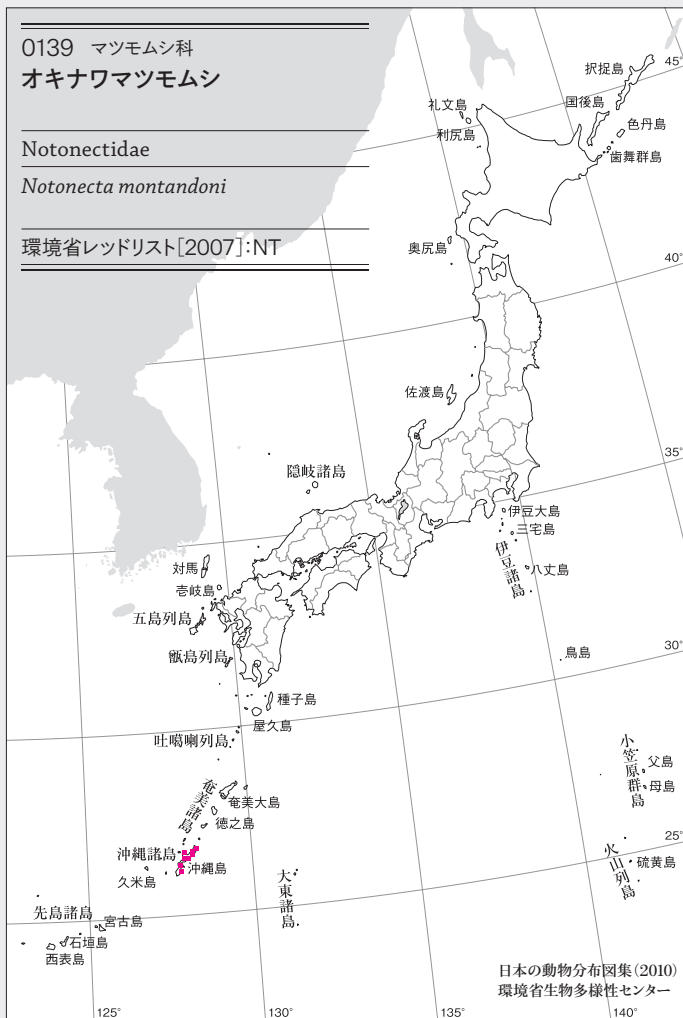 0139 マツモムシ科
オキナワマツモムシ
Notonectidae
Notonecta montandoni
環境省レッドリスト[2007]:NT
択捉島
45°
国後島
礼文島
色丹島
利尻島
歯舞群島
奥尻島
40°
佐渡島
35°
隠岐諸島
伊豆大島
三宅島
伊豆諸島
八丈島
対馬
壱岐島
五島列島
甑島列島
鳥島
30°
種子島
屋久島
吐噶喇列島
小笠原群島
父島
母島
奄美諸島
奄美大島
徳之島
25°
沖縄諸島
沖縄島
久米島
火山列島
硫黄島
大東諸島
先島諸島
宮古島
石垣島
西表島
日本の動物分布図集(2010)
環境省生物多様性センター
125°
130°
135°
140°